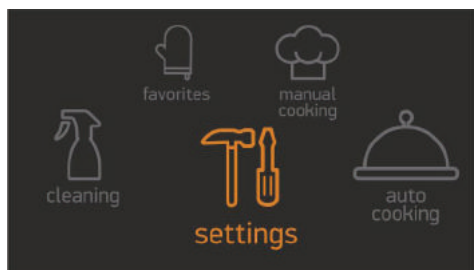 favorites
manual
cooking
cleaning
auto
cooking
settings